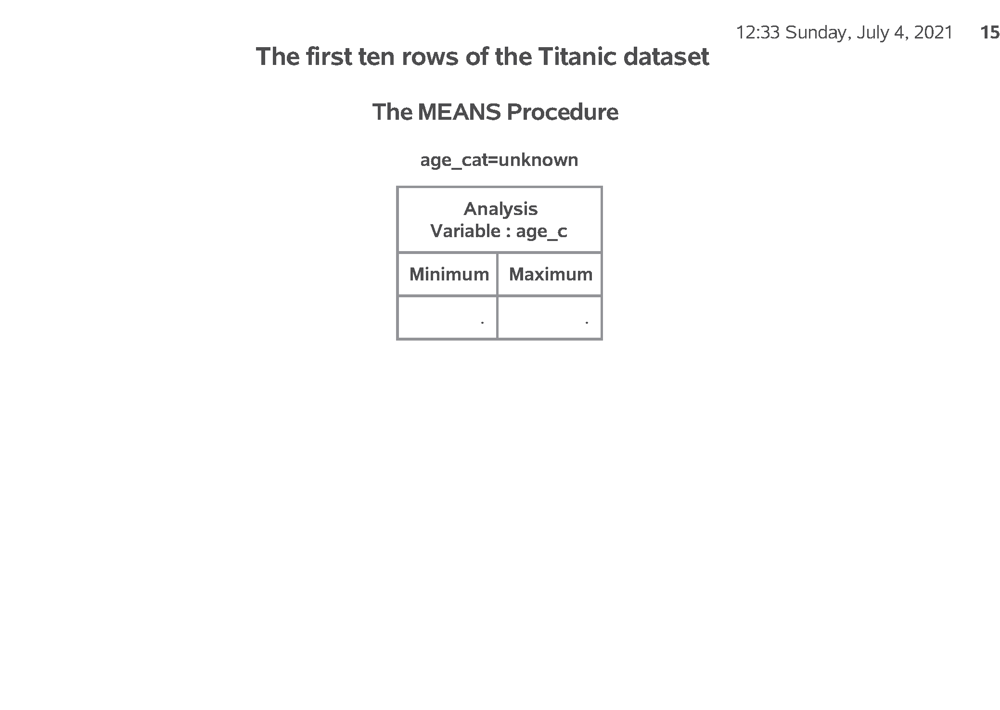 12:33 Sunday, July 4, 2021 15
The first ten rows of the Titanic dataset
The MEANS Procedure
age_cat=unknown
Analysis
Variable : age_c
Minimum Maximum
. .